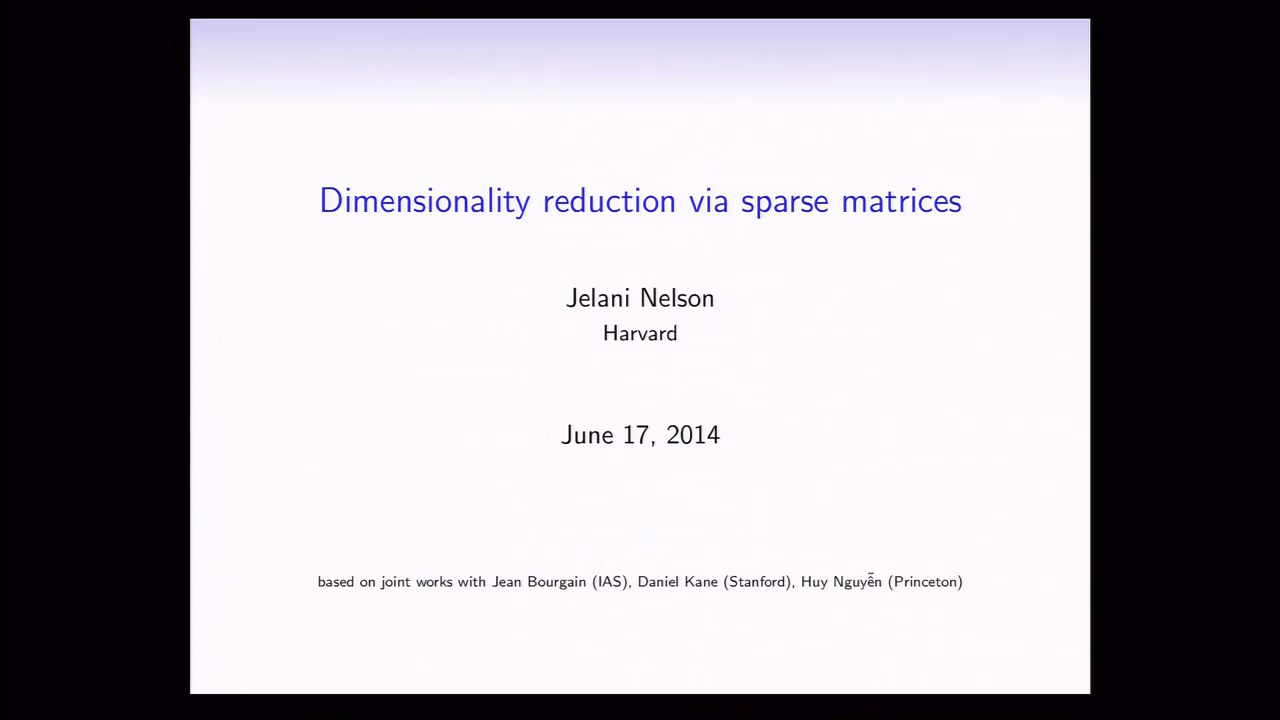 Dimensionality reduction via sparse matrices
Jelani Nelson
Harvard
June 17, 2014
based on joint works with Jean Bourgain (IAS), Daniel Kane (Stanford), Huy Nguyễn (Princeton)